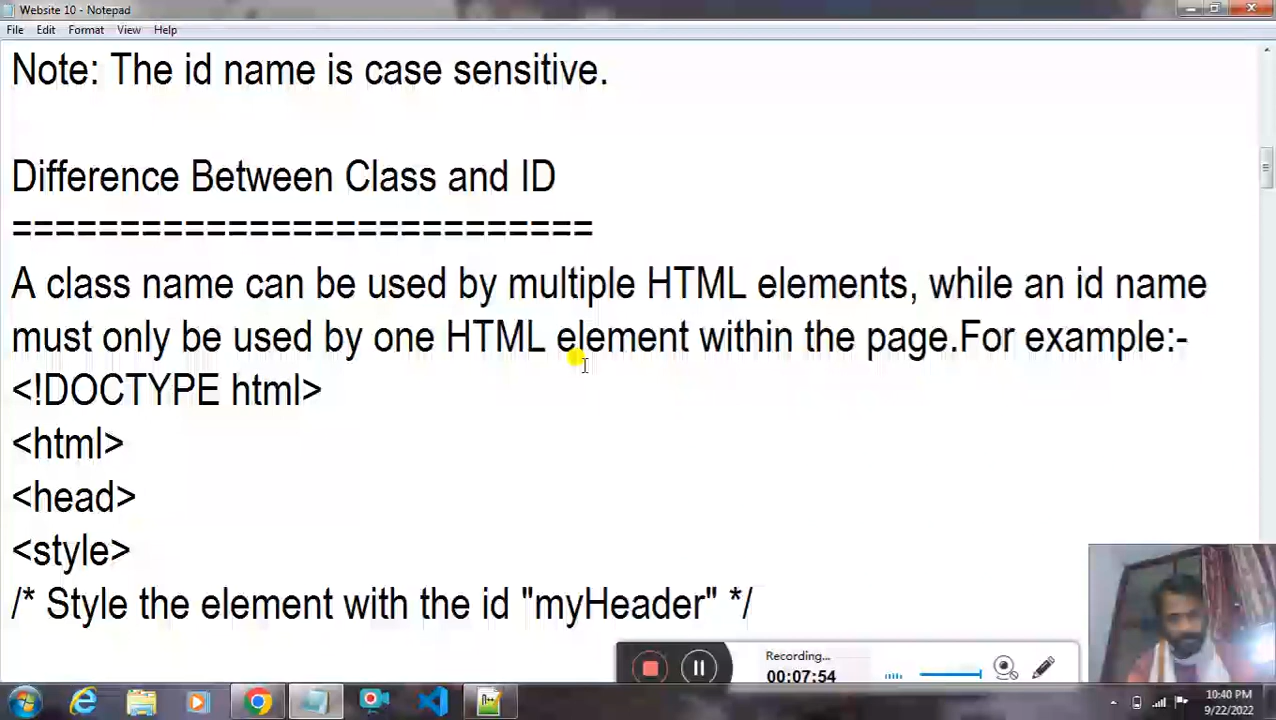 Website 10 - Notepad
File Edit Format View Help
Note: The id name is case sensitive.
Difference Between Class and ID
===========================
A class name can be used by multiple HTML elements, while an id name
must only be used by one HTML element within the page.For example:-
<!DOCTYPE html>
<html>
<head>
<style>
/* Style the element with the id "myHeader" */
Recording...
00:07:54
10:40 PM
9/22/2022